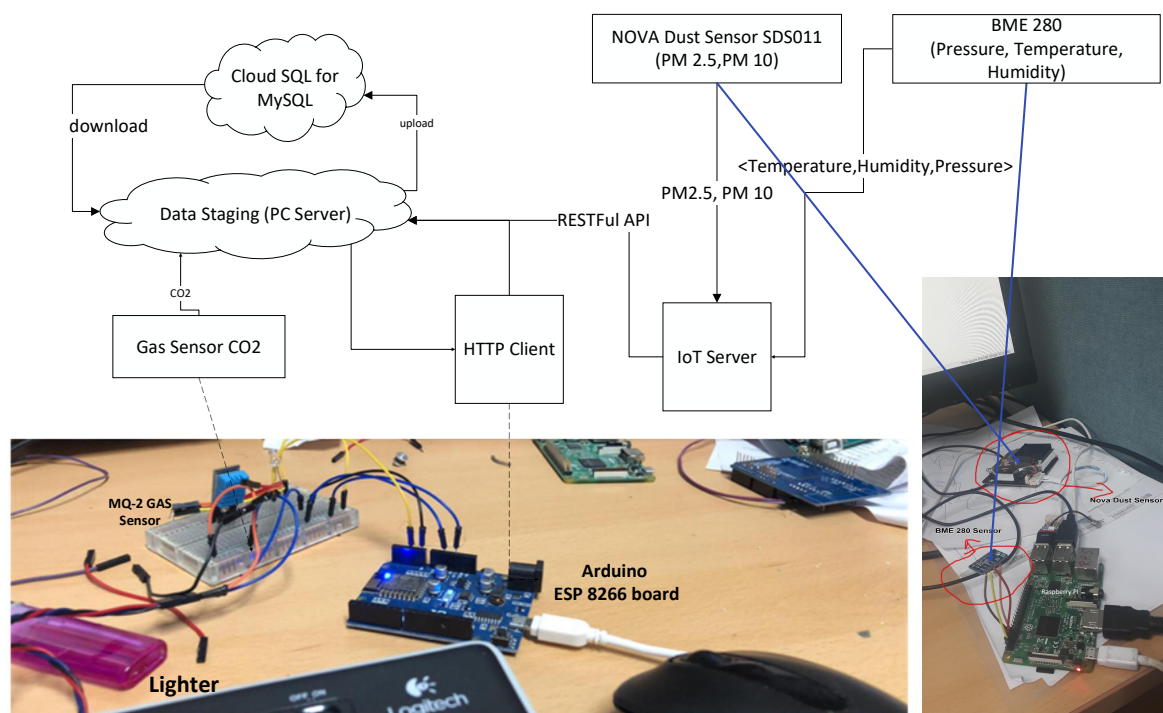 NOVA Dust Sensor SDS011
(PM 2.5,PM 10)
BME 280
(Pressure, Temperature,
Humidity)
Cloud SQL for
MySQL
download
upload
<Temperature,Humidity,Pressure>
PM2.5, PM 10
Data Staging (PC Server)
RESTFul API
CO2
Gas Sensor CO2
HTTP Client
IoT Server
MQ-2 GAS
Sensor
Arduino
ESP 8266 board
Lighter
OFF ON
Logitech
Nova Dust Sensor
BME 280 Sensor
Raspberry Pi